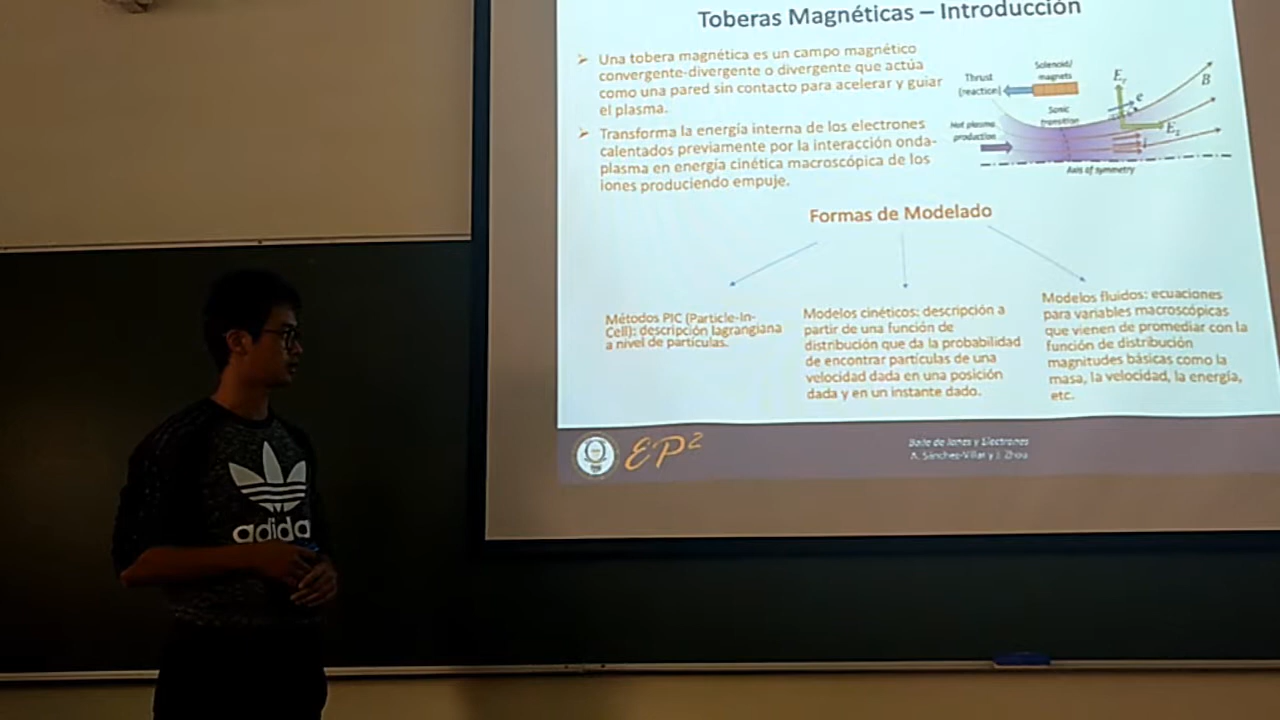 Toberas Magnéticas – Introducción
Una tobera magnética es un campo magnético
convergente-divergente o divergente que actúa
como una pared sin contacto para acelerar y guiar
el plasma.
Transforma la energía interna de los electrones
calentados previamente por la interacción onda-
plasma en energía cinética macroscópica de los
iones produciendo empuje.
Thrust
(reaction)
Solenoid/
magnets
Hot plasma
production
Sonic
transition
B
Axis of symmetry
Formas de Modelado
Métodos PIC (Particle-In-
Cell): descripción lagrangiana
a nivel de partículas.
Modelos cinéticos: descripción a
partir de una función de
distribución que da la probabilidad
de encontrar partículas de una
velocidad dada en una posición
dada y en un instante dado.
Modelos fluidos: ecuaciones
para variables macroscópicas
que vienen de promediar con la
función de distribución
magnitudes básicas como la
masa, la velocidad, la energía,
etc.
EP²
Baile de Iones y Electrones
A. Sánchez-Villar y J. Zhou
adidas